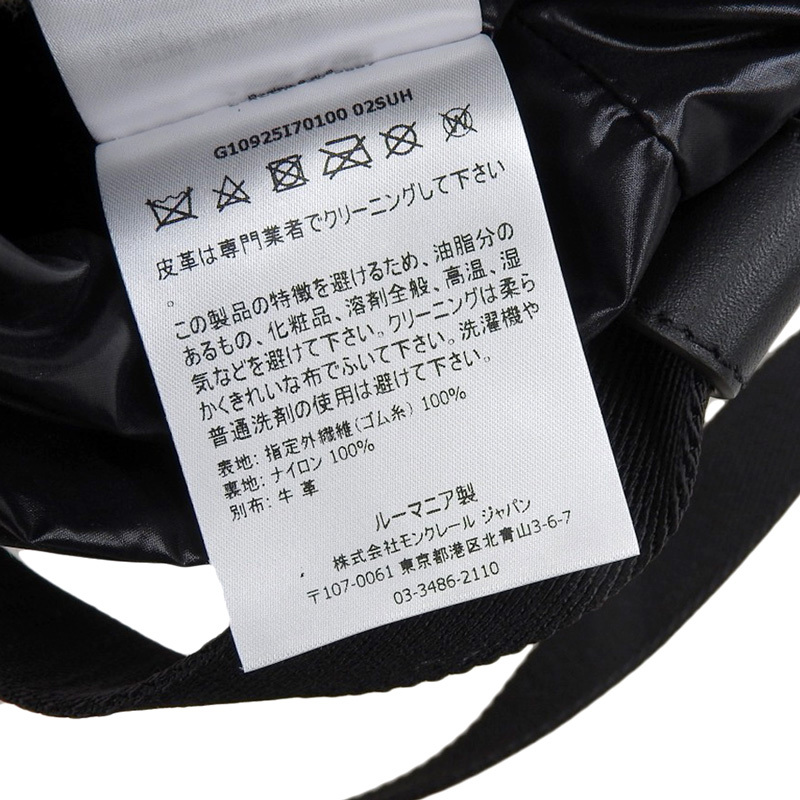 G10925I70100 02SUH
皮革は専門業者でクリーニングして下さい
。
この製品の特徴を避けるため、油脂分の
あるもの、化粧品、溶剤全般、高温、湿
気などを避けて下さい。クリーニングは柔ら
かくきれいな布でふいて下さい。洗濯機や
普通洗剤の使用は避けて下さい。
表地: 指定外繊維(ゴム糸) 100%
裏地: ナイロン 100%
別布: 牛 革
ルーマニア製
株式会社モンクレール ジャパン
〒107-0061 東京都港区北青山3-6-7
03-3486-2110